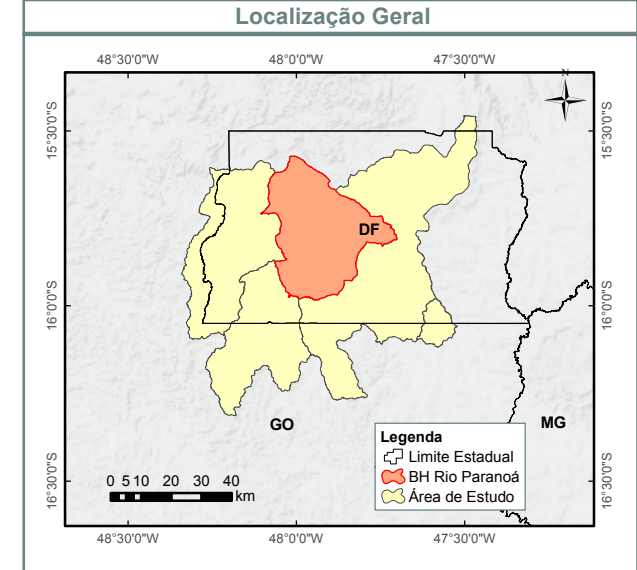 Localização Geral
48°30'0"W 48°0'0"W 47°30'0"W
N
15°30'0"S 15°30'0"S
DF
16°0'0"S 16°0'0"S
GO
MG
Legenda
Limite Estadual
BH Rio Paranoá
Área de Estudo
0 5 10 20 30 40
km
16°30'0"S 16°30'0"S
48°30'0"W 48°0'0"W 47°30'0"W